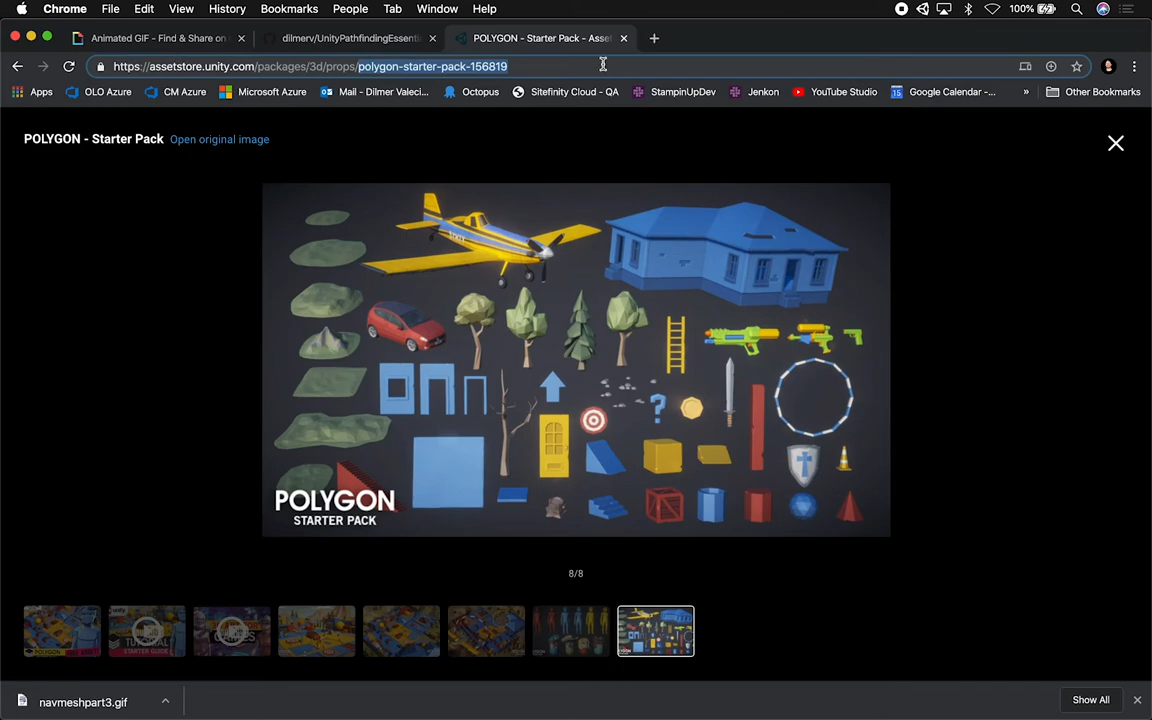 Chrome File Edit View History Bookmarks People Tab Window Help 100%
Animated GIF - Find & Share on dilmerv/UnityPathfindingEssenti POLYGON - Starter Pack - Asset
https://assetstore.unity.com/packages/3d/props/polygon-starter-pack-156819
Apps OLO Azure CM Azure Microsoft Azure Mail - Dilmer Valeci... Octopus Sitefinity Cloud - QA StampinUpDev Jenkon YouTube Studio 15 Google Calendar -... » Other Bookmarks
POLYGON - Starter Pack Open original image
?
POLYGON
STARTER PACK
8/8
navmeshpart3.gif Show All